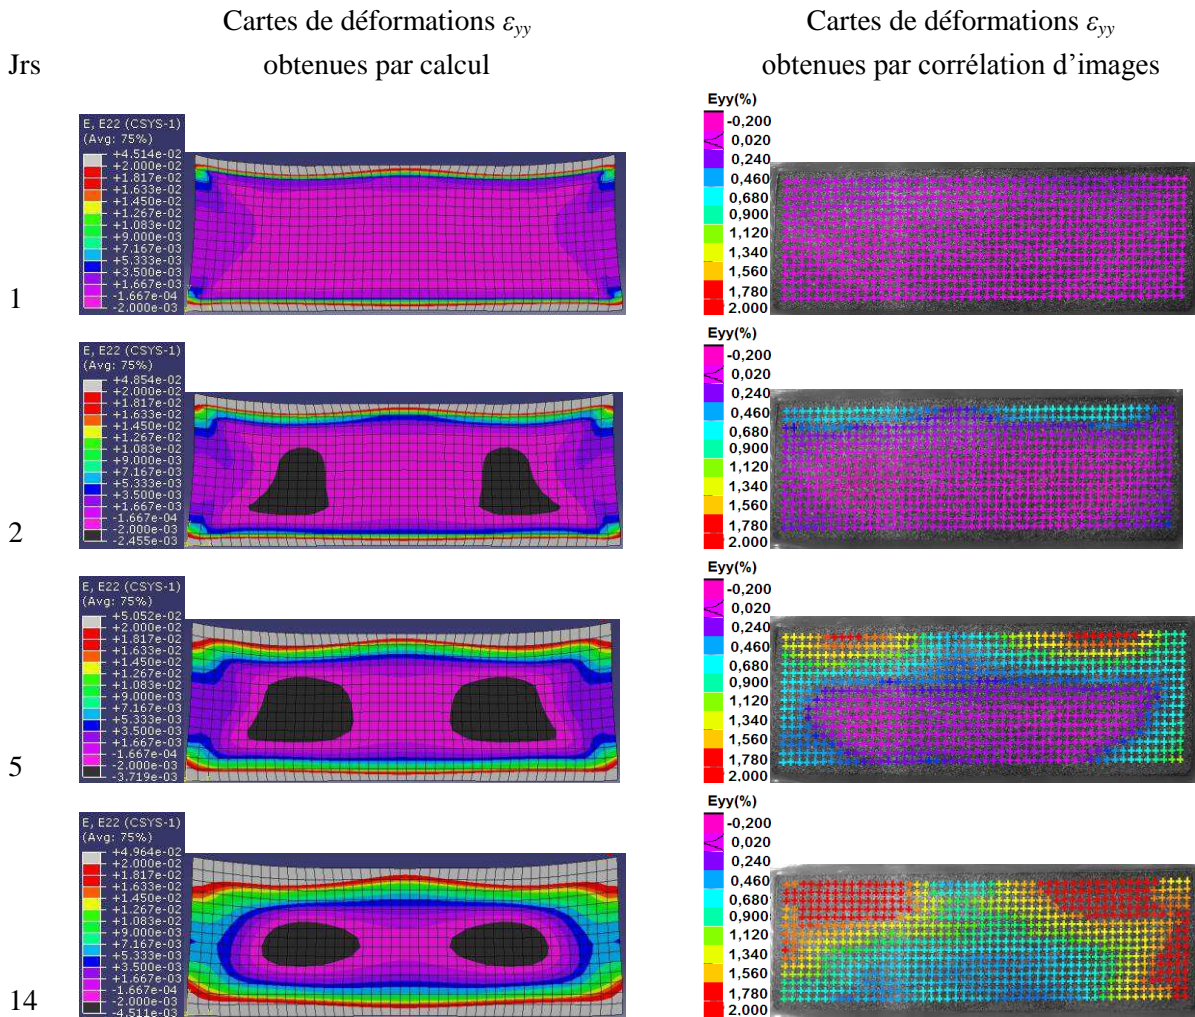 Cartes de déformations εyy
Cartes de déformations εyy
Jrs
obtenues par calcul
obtenues par corrélation d’images
1
E, E22 (CSYS-1)
(Avg: 75%)
+4.514e-02
+2.000e-02
+1.817e-02
+1.633e-02
+1.450e-02
+1.267e-02
+1.083e-02
+9.000e-03
+7.167e-03
+5.333e-03
+3.500e-03
+1.667e-03
-1.667e-04
-2.000e-03
Eyy(%)
-0,200
0,020
0,240
0,460
0,680
0,900
1,120
1,340
1,560
1,780
2,000
2
E, E22 (CSYS-1)
(Avg: 75%)
+4.854e-02
+2.000e-02
+1.817e-02
+1.633e-02
+1.450e-02
+1.267e-02
+1.083e-02
+9.000e-03
+7.167e-03
+5.333e-03
+3.500e-03
+1.667e-03
-1.667e-04
-2.000e-03
-2.455e-03
Eyy(%)
-0,200
0,020
0,240
0,460
0,680
0,900
1,120
1,340
1,560
1,780
2,000
5
E, E22 (CSYS-1)
(Avg: 75%)
+5.052e-02
+2.000e-02
+1.817e-02
+1.633e-02
+1.450e-02
+1.267e-02
+1.083e-02
+9.000e-03
+7.167e-03
+5.333e-03
+3.500e-03
+1.667e-03
-1.667e-04
-2.000e-03
-3.719e-03
Eyy(%)
-0,200
0,020
0,240
0,460
0,680
0,900
1,120
1,340
1,560
1,780
2,000
14
E, E22 (CSYS-1)
(Avg: 75%)
+4.964e-02
+2.000e-02
+1.817e-02
+1.633e-02
+1.450e-02
+1.267e-02
+1.083e-02
+9.000e-03
+7.167e-03
+5.333e-03
+3.500e-03
+1.667e-03
-1.667e-04
-2.000e-03
-4.511e-03
Eyy(%)
-0,200
0,020
0,240
0,460
0,680
0,900
1,120
1,340
1,560
1,780
2,000